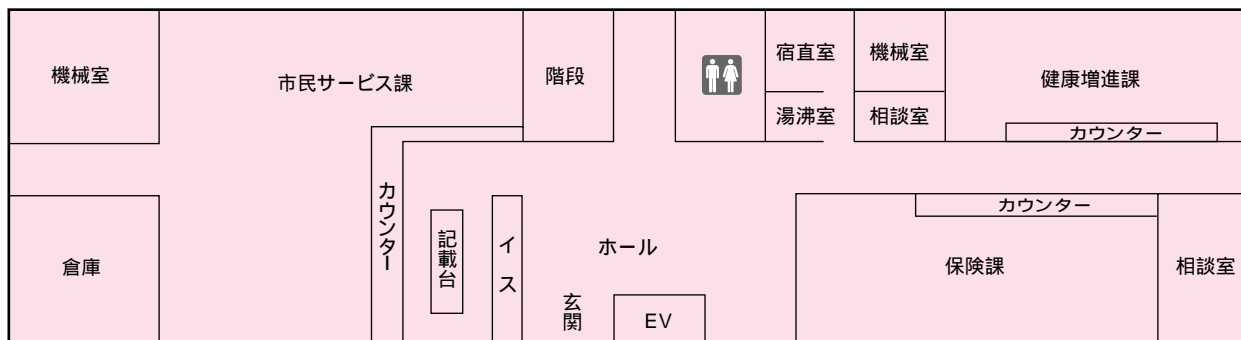 機械室
市民サービス課
階段
宿直室
機械室
健康増進課
湯沸室
相談室
カウンター
カウンター
カウンター
倉庫
記載台
イス
ホール
保険課
相談室
玄関
EV